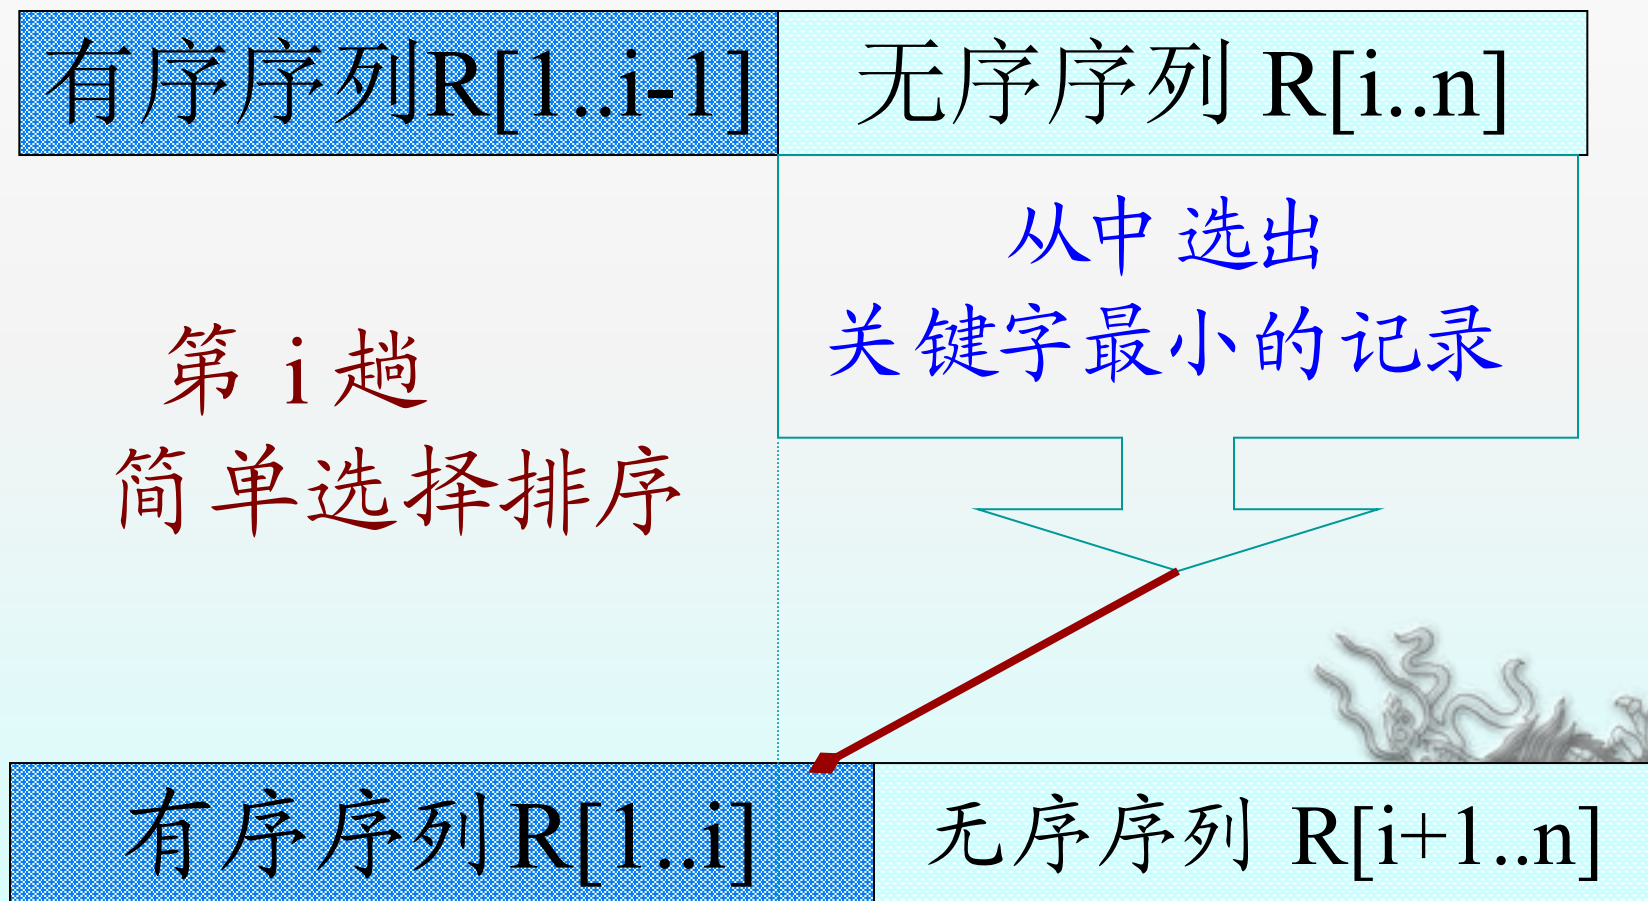 有序序列R[1..i-1]
无序序列 R[i..n]
从中选出
关键字最小的记录
第 i 趟
简单选择排序
有序序列R[1..i]
无序序列 R[i+1..n]